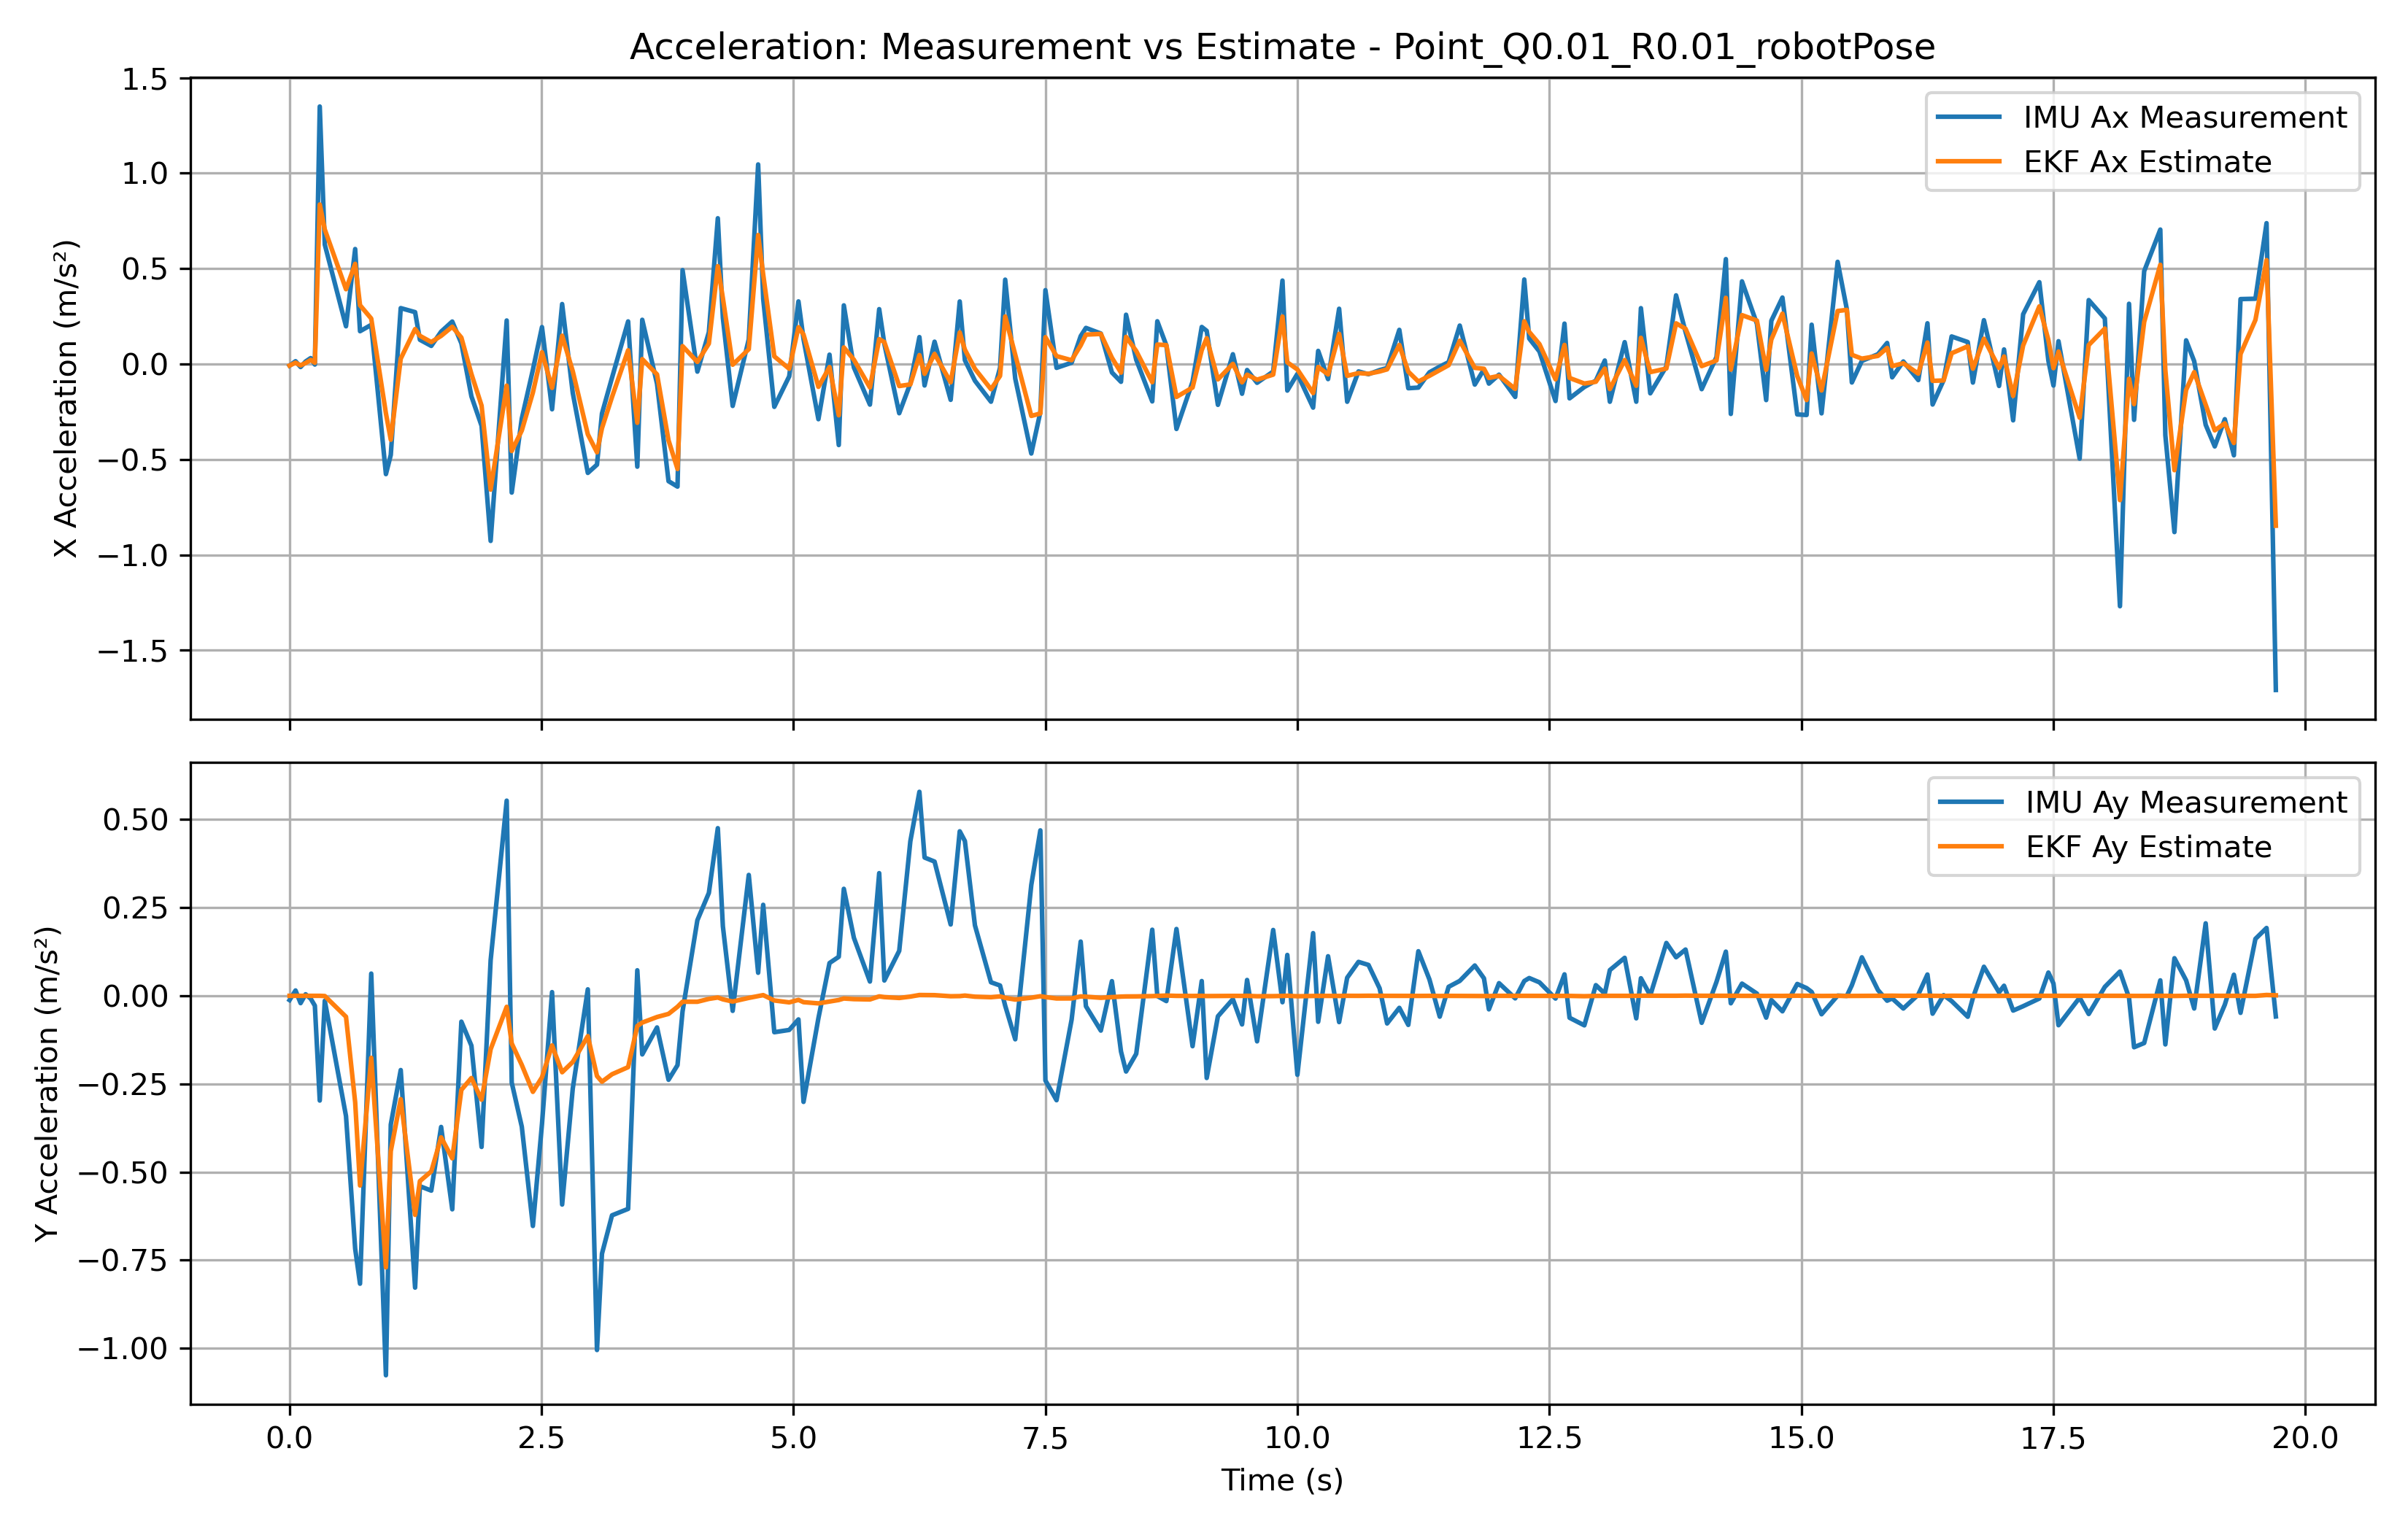 Acceleration: Measurement vs Estimate - Point_Q0.01_R0.01_robotPose
1.5
1.0
0.5
0.0
−0.5
−1.0
−1.5
X Acceleration (m/s²)
IMU Ax Measurement
EKF Ax Estimate
0.50
0.25
0.00
−0.25
−0.50
−0.75
−1.00
Y Acceleration (m/s²)
IMU Ay Measurement
EKF Ay Estimate
0.0 2.5 5.0 7.5 10.0 12.5 15.0 17.5 20.0
Time (s)